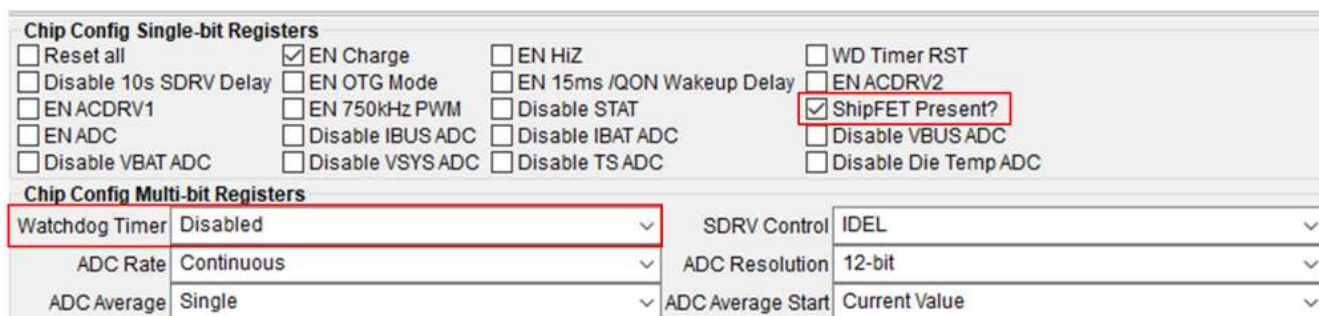 Chip Config Single-bit Registers
Reset all EN Charge EN HiZ WD Timer RST
Disable 10s SDRV Delay EN OTG Mode EN 15ms /QON Wakeup Delay EN ACDRV2
EN ACDRV1 EN 750kHz PWM Disable STAT ShipFET Present?
EN ADC Disable IBUS ADC Disable IBAT ADC Disable VBUS ADC
Disable VBAT ADC Disable VSYS ADC Disable TS ADC Disable Die Temp ADC
Chip Config Multi-bit Registers
Watchdog Timer Disabled SDRV Control IDEL
ADC Rate Continuous ADC Resolution 12-bit
ADC Average Single ADC Average Start Current Value